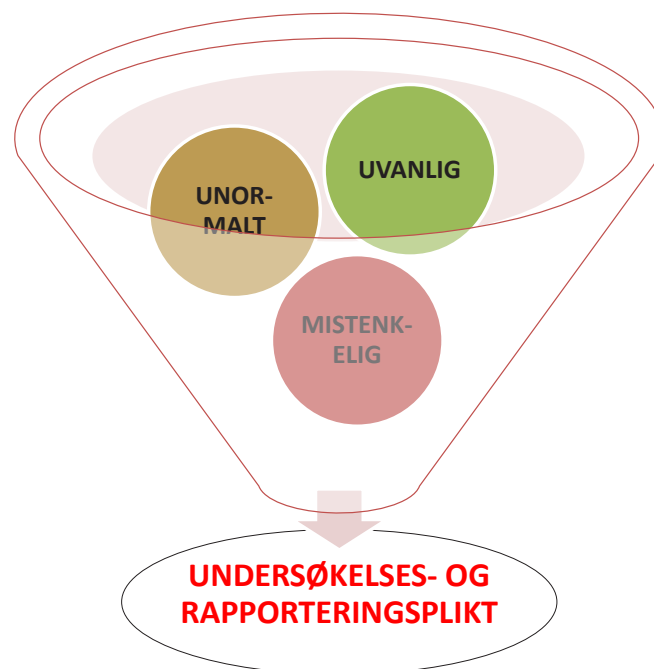 UVANLIG
UNOR-
MALT
MISTENK-
ELIG
UNDERSØKELSES- OG
RAPPORTERINGSPLIKT